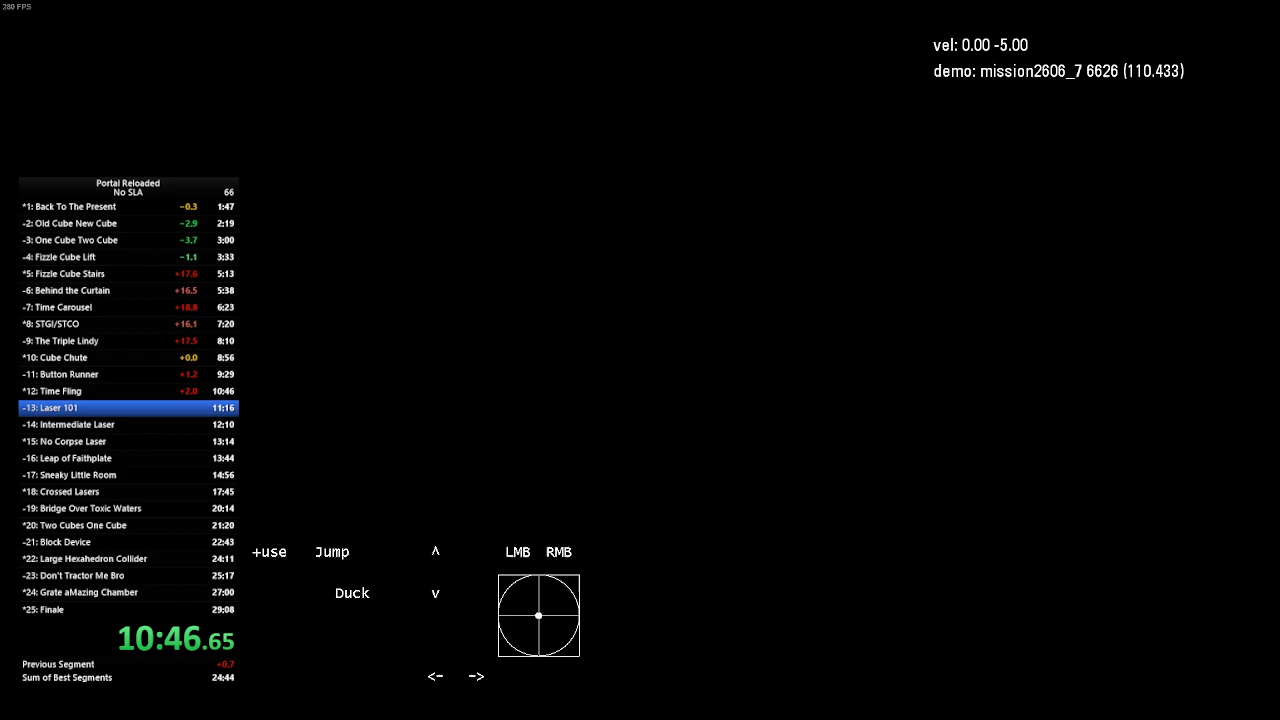 280 FPS
vel: 0.00 -5.00
demo: mission2606_7 6626 (110.433)
Portal Reloaded
No SLA 66
*1: Back To The Present -0.3 1:47
-2: Old Cube New Cube -2.9 2:19
-3: One Cube Two Cube -3.7 3:00
-4: Fizzle Cube Lift -1.1 3:33
*5: Fizzle Cube Stairs +17.6 5:13
-6: Behind the Curtain +16.5 5:38
-7: Time Carousel +18.8 6:23
*8: STGI/STCO +16.1 7:20
-9: The Triple Lindy +17.5 8:10
*10: Cube Chute +0.0 8:56
-11: Button Runner +1.2 9:29
*12: Time Fling +2.0 10:46
-13: Laser 101 11:16
-14: Intermediate Laser 12:10
*15: No Corpse Laser 13:14
-16: Leap of Faithplate 13:44
-17: Sneaky Little Room 14:56
*18: Crossed Lasers 17:45
-19: Bridge Over Toxic Waters 20:14
*20: Two Cubes One Cube 21:20
-21: Block Device 22:43
*22: Large Hexahedron Collider 24:11
-23: Don't Tractor Me Bro 25:17
*24: Grate aMazing Chamber 27:00
*25: Finale 29:08
10:46.65
Previous Segment +0.7
Sum of Best Segments 24:44
+use Jump ^ LMB RMB
Duck v
<- ->